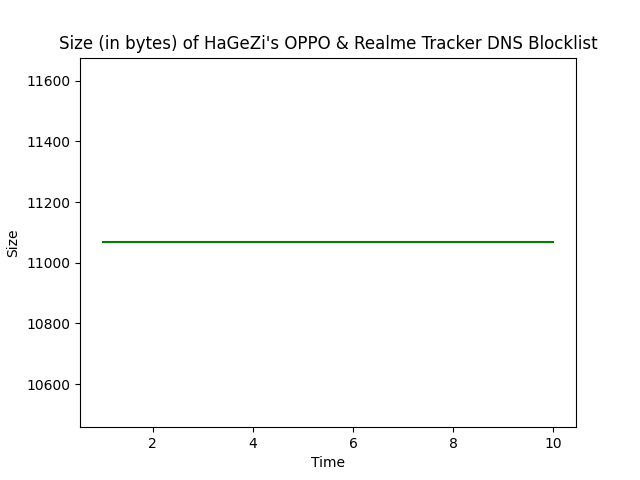 Size (in bytes) of HaGeZi's OPPO & Realme Tracker DNS Blocklist
11600
11400
11200
11000
10800
10600
Size
2 4 6 8 10
Time